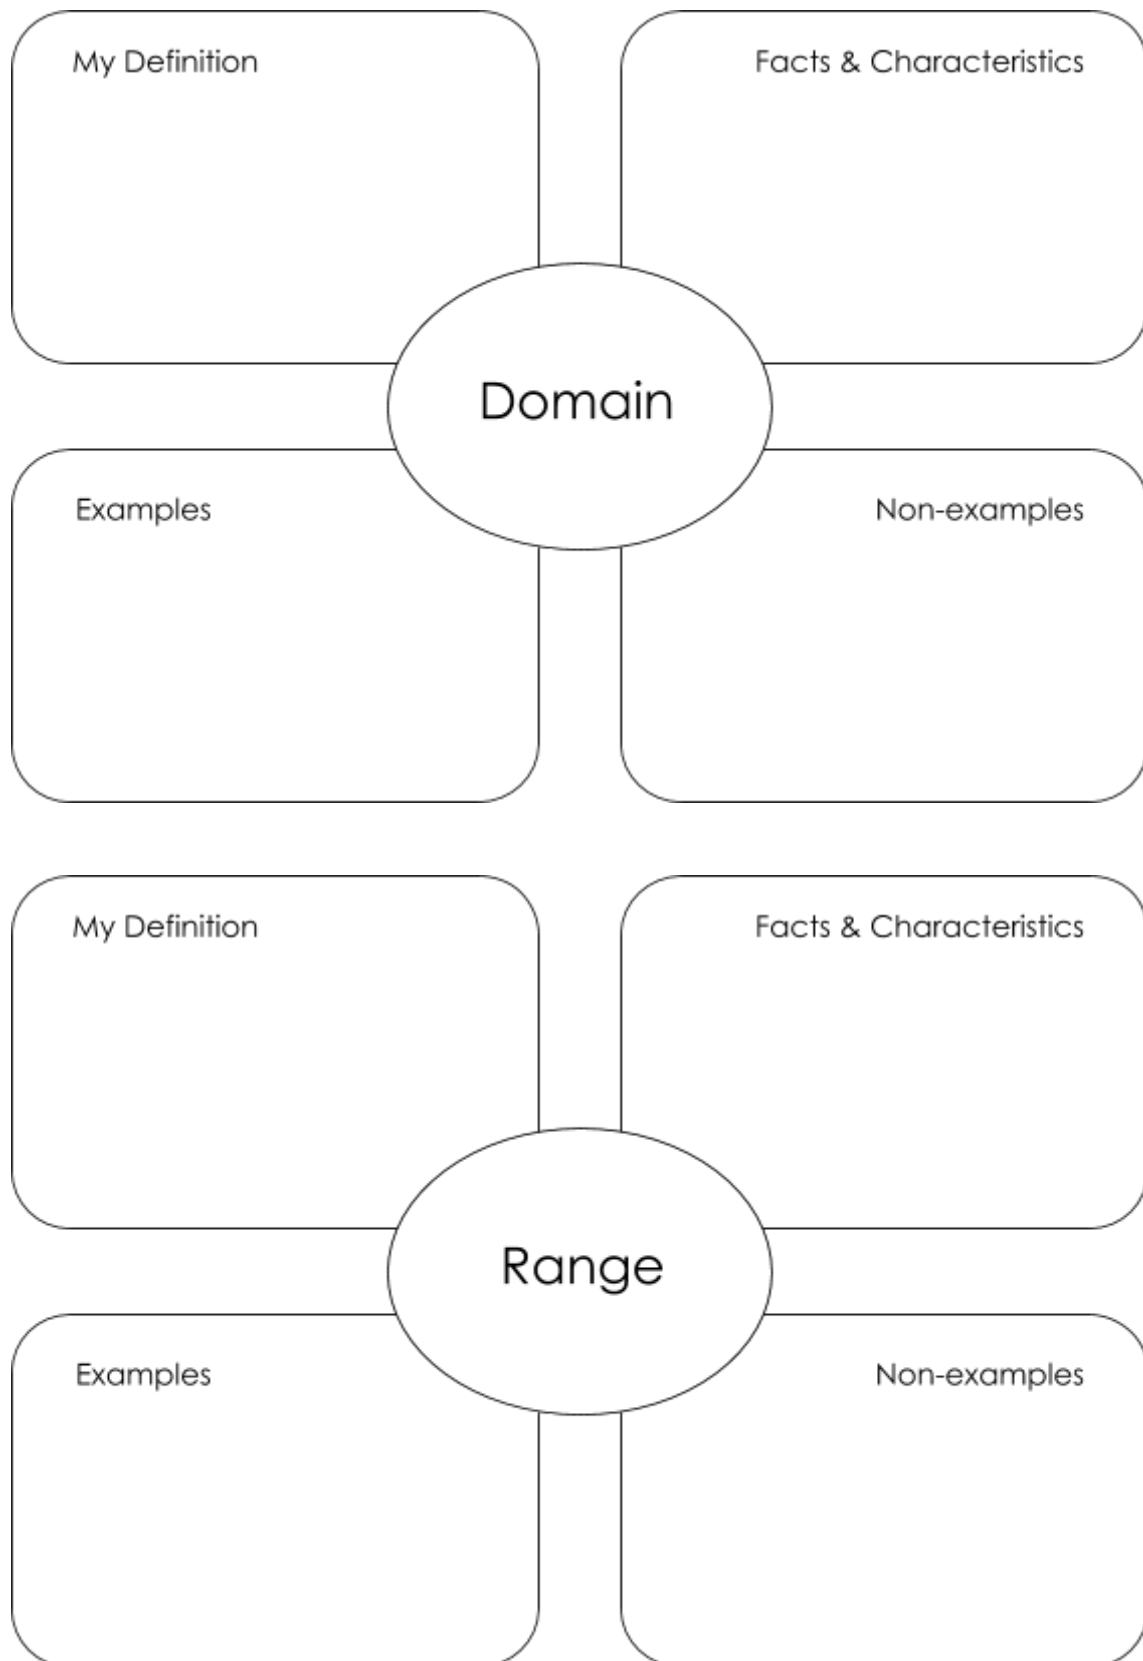 My Definition
Facts & Characteristics
Domain
Examples
Non-examples
My Definition
Facts & Characteristics
Range
Examples
Non-examples